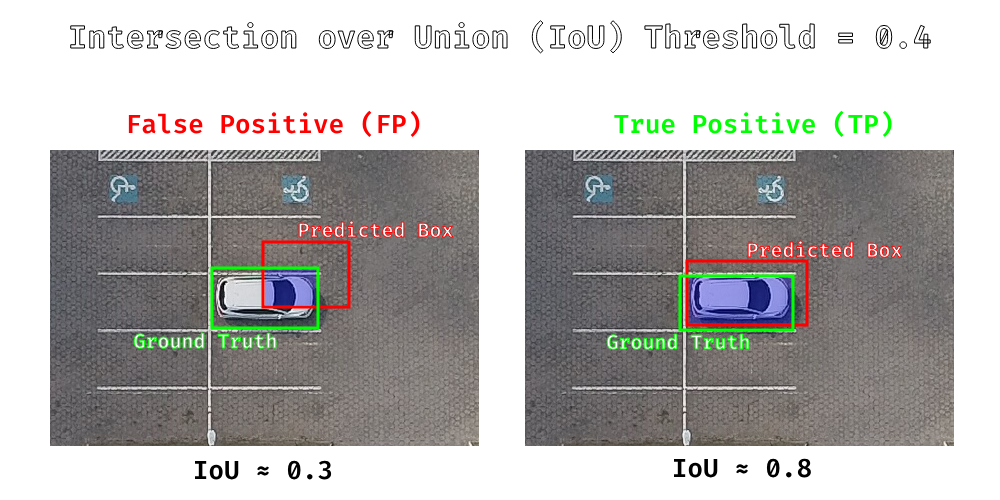 Intersection over Union (IoU) Threshold = 0.4
False Positive (FP)
True Positive (TP)
Predicted Box
Ground Truth
Predicted Box
Ground Truth
IoU ≈ 0.3
IoU ≈ 0.8